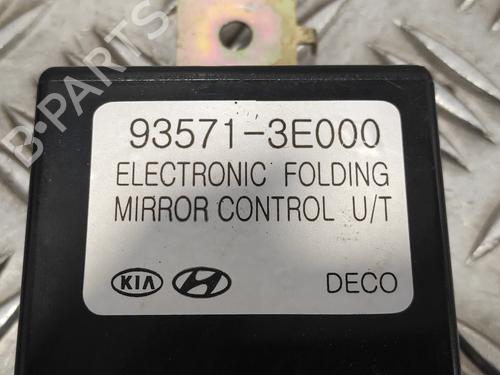 93571-3E000
ELECTRONIC FOLDING
MIRROR CONTROL U/T
KIA
DECO
B-PARTS